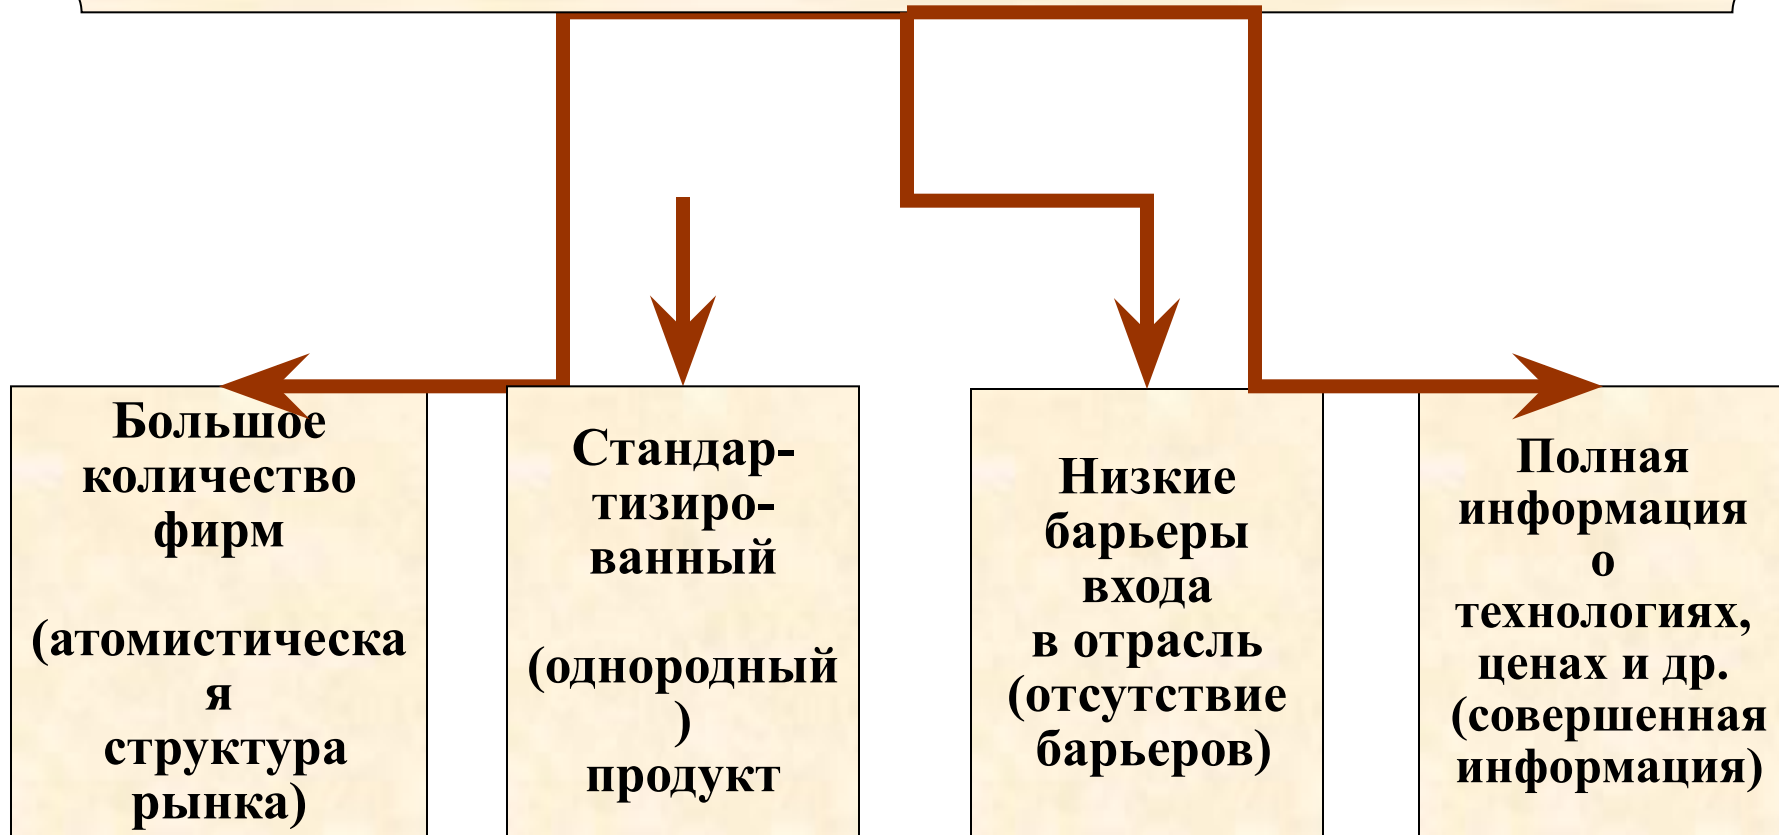 Большое
количество
фирм
(атомистическа
я
структура
рынка)
Стандар-
тизиро-
ванный
(однородный
)
продукт
Низкие
барьеры
входа
в отрасль
(отсутствие
барьеров)
Полная
информация
о
технологиях,
ценах и др.
(совершенная
информация)